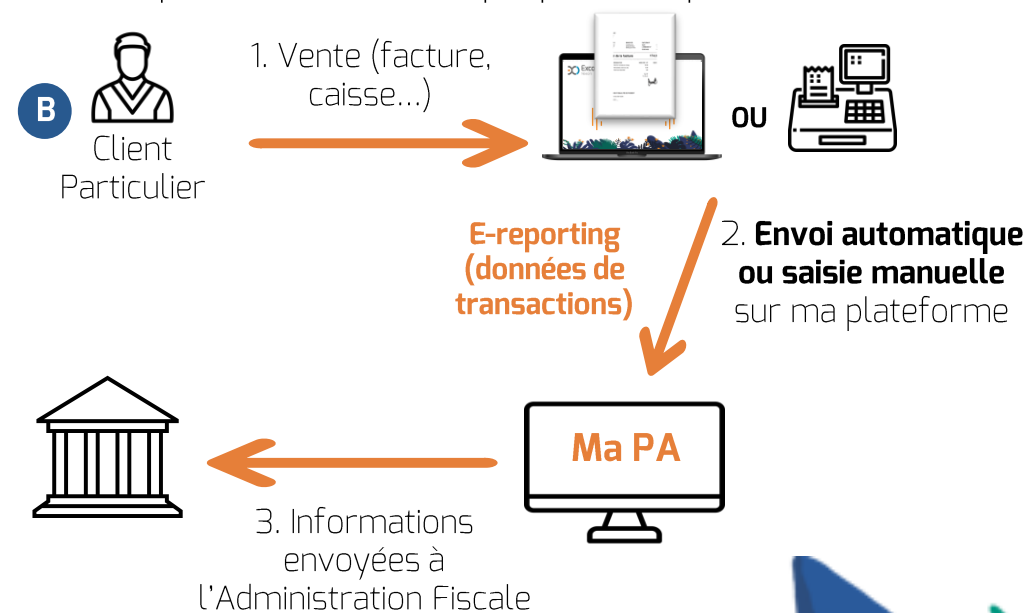 B
Client
Particulier
1. Vente (facture,
caisse...)
OU
E-reporting
(données de
transactions)
2. Envoi automatique
ou saisie manuelle
sur ma plateforme
Ma PA
3. Informations
envoyées à
l'Administration Fiscale